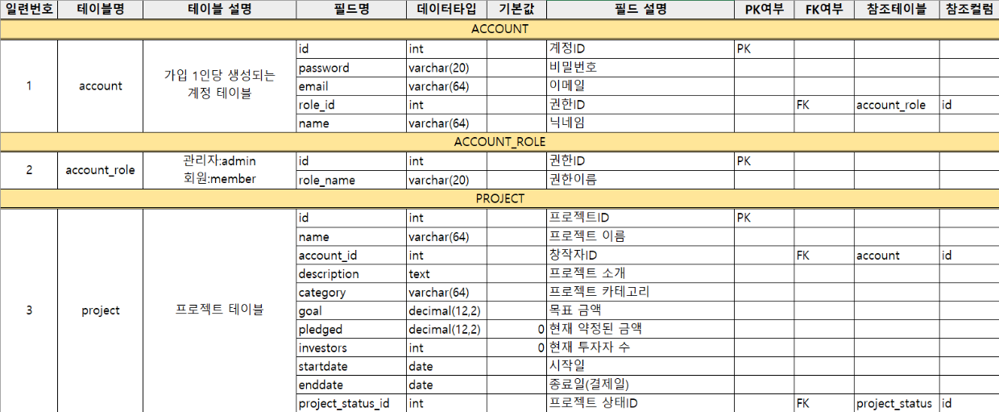 일련번호 테이블명 테이블 설명 필드명 데이터타입 기본값 필드 설명 PK여부 FK여부 참조테이블 참조컬럼
ACCOUNT
1 account 가입 1인당 생성되는 계정 테이블
id int 계정ID PK
password varchar(20) 비밀번호
email varchar(64) 이메일
role_id int 권한ID FK account_role id
name varchar(64) 닉네임
ACCOUNT_ROLE
2 account_role 관리자:admin 회원:member
id int 권한ID PK
role_name varchar(20) 권한이름
PROJECT
3 project 프로젝트 테이블
id int 프로젝트ID PK
name varchar(64) 프로젝트 이름
account_id int 창작자ID FK account id
description text 프로젝트 소개
category varchar(64) 프로젝트 카테고리
goal decimal(12,2) 목표 금액
pledged decimal(12,2) 0 현재 약정된 금액
investors int 0 현재 투자자 수
startdate date 시작일
enddate date 종료일(결제일)
project_status_id int 프로젝트 상태ID FK project_status id